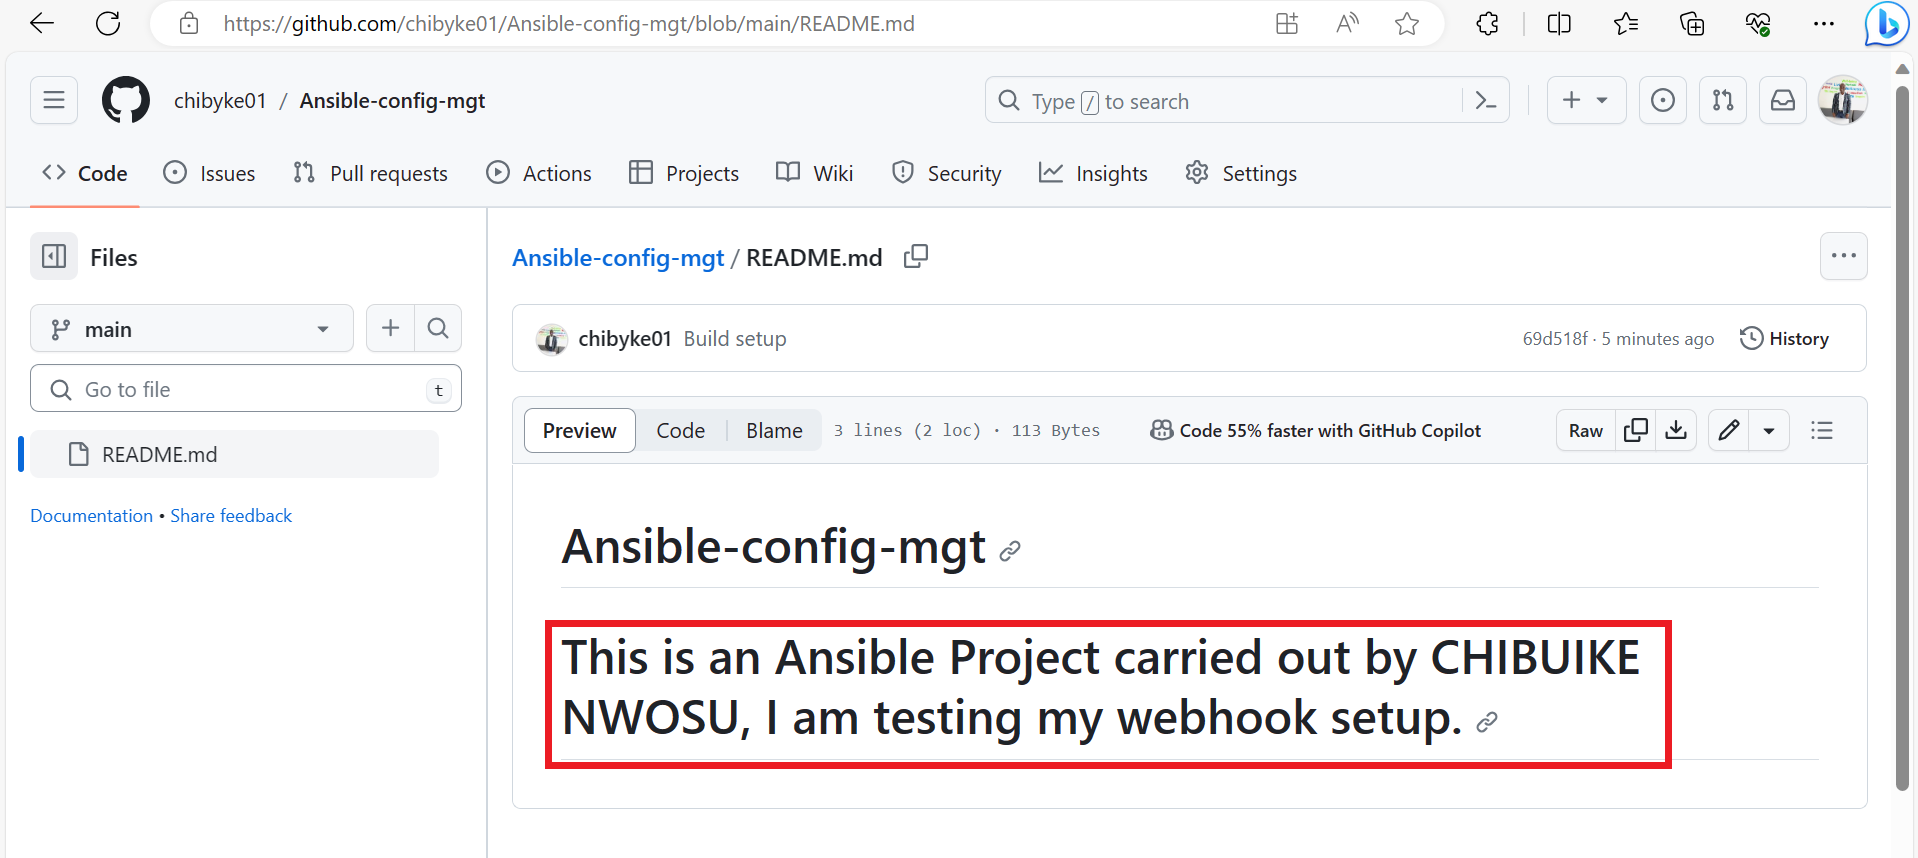 https://github.com/chibyke01/Ansible-config-mgt/blob/main/README.md
chibyke01 / Ansible-config-mgt
Type / to search
Code Issues Pull requests Actions Projects Wiki Security Insights Settings
Files
main
Go to file t
README.md
Documentation • Share feedback
Ansible-config-mgt / README.md
chibyke01 Build setup 69d518f · 5 minutes ago History
Preview Code Blame 3 lines (2 loc) · 113 Bytes Code 55% faster with GitHub Copilot Raw
Ansible-config-mgt
This is an Ansible Project carried out by CHIBUIKE
NWOSU, I am testing my webhook setup.